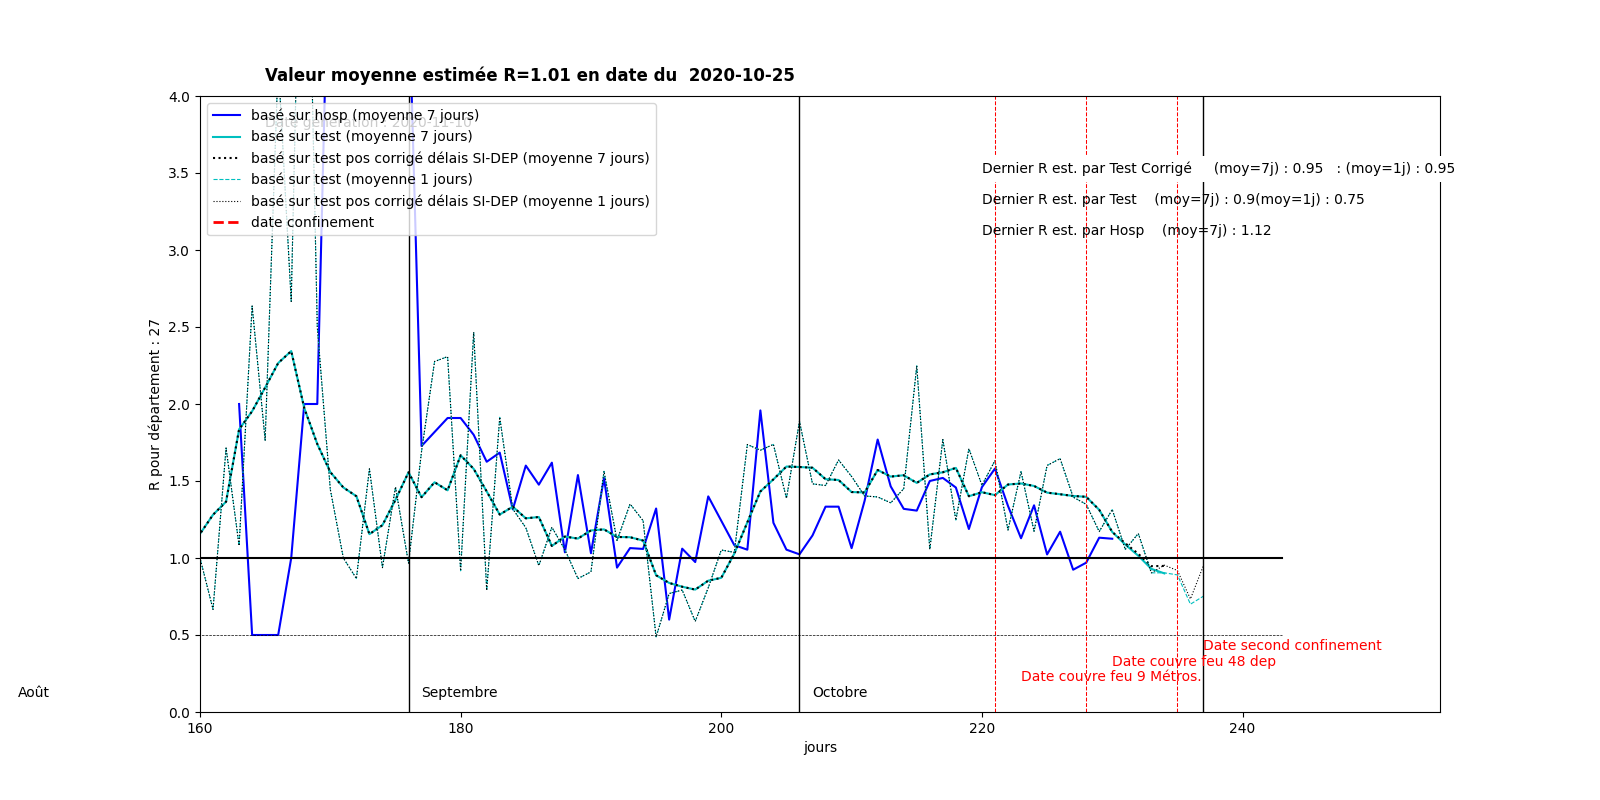 Valeur moyenne estimée R=1.01 en date du  2020-10-25
4.0
3.5
3.0
2.5
2.0
1.5
1.0
0.5
0.0
R pour département : 27
Date génération : 2020-11-10
basé sur hosp (moyenne 7 jours)
basé sur test (moyenne 7 jours)
basé sur test pos corrigé délais SI-DEP (moyenne 7 jours)
basé sur test (moyenne 1 jours)
basé sur test pos corrigé délais SI-DEP (moyenne 1 jours)
date confinement
Dernier R est. par Test Corrigé     (moy=7j) : 0.95   : (moy=1j) : 0.95
Dernier R est. par Test    (moy=7j) : 0.9(moy=1j) : 0.75
Dernier R est. par Hosp    (moy=7j) : 1.12
Date second confinement
Date couvre feu 48 dep
Date couvre feu 9 Métros.
Août
Septembre
Octobre
160
180
200
220
240
jours